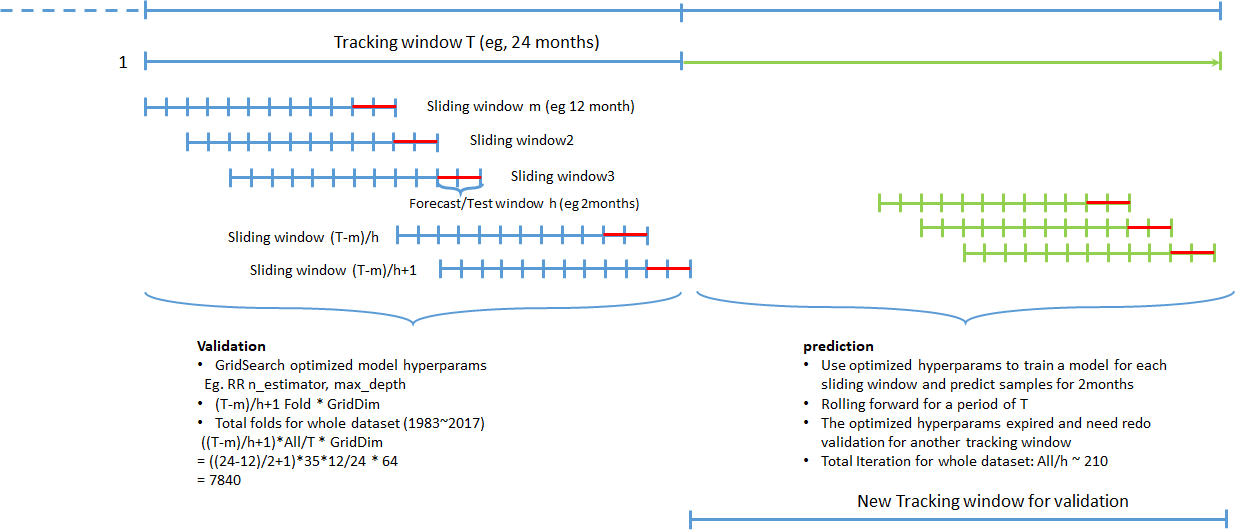 Tracking window T (eg, 24 months)
1
Sliding window m (eg 12 month)
Sliding window2
Sliding window3
Forecast/Test window h (eg 2months)
Sliding window (T-m)/h
Sliding window (T-m)/h+1
Validation
• GridSearch optimized model hyperparams
Eg. RR n_estimator, max_depth
• (T-m)/h+1 Fold * GridDim
• Total folds for whole dataset (1983~2017)
((T-m)/h+1)*All/T * GridDim
= ((24-12)/2+1)*35*12/24 * 64
= 7840
prediction
• Use optimized hyperparams to train a model for each
sliding window and predict samples for 2months
• Rolling forward for a period of T
• The optimized hyperparams expired and need redo
validation for another tracking window
• Total Iteration for whole dataset: All/h ~ 210
New Tracking window for validation